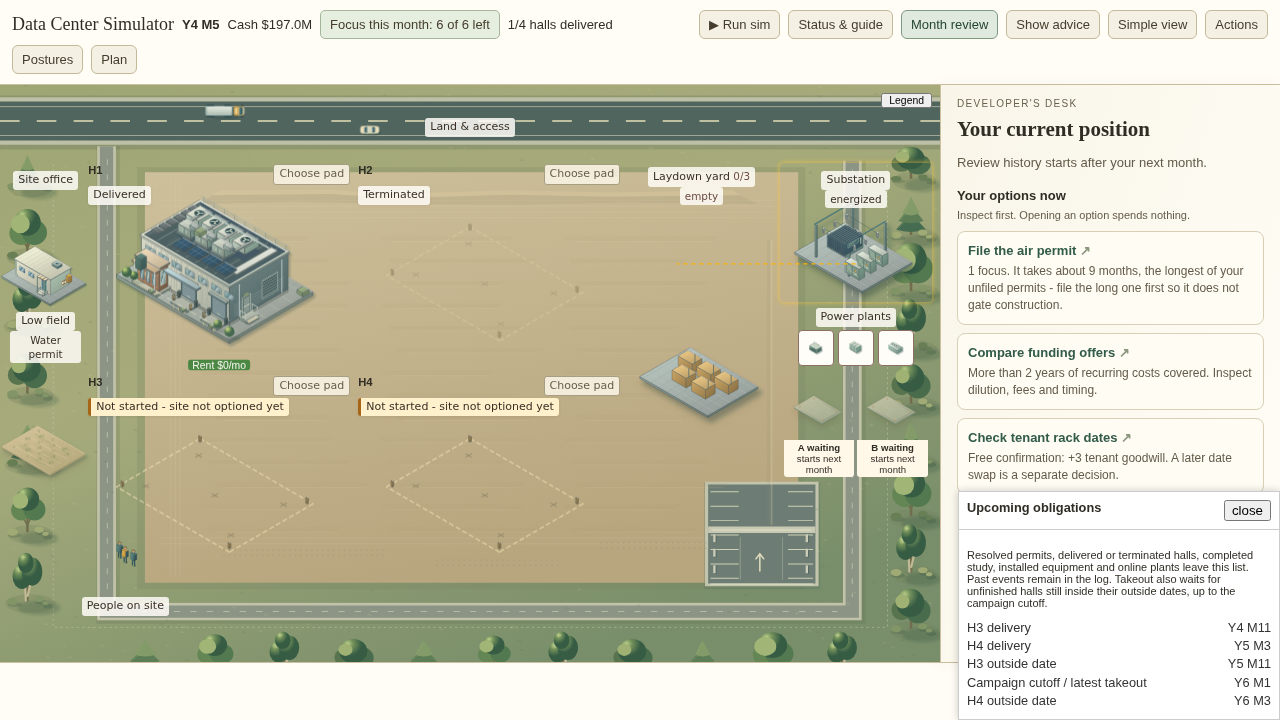 Data Center Simulator Y4 M5 Cash $197.0M Focus this month: 6 of 6 left 1/4 halls delivered ▶ Run sim Status & guide Month review Show advice Simple view Actions
Postures Plan
Legend
Land & access
Site office
H1
Choose pad
H2
Choose pad
Laydown yard 0/3
empty
Substation
energized
Delivered
Terminated
Low field
Water
permit
Power plants
Rent $0/mo
H3
Choose pad
H4
Choose pad
Not started - site not optioned yet
Not started - site not optioned yet
A waiting
starts next
month
B waiting
starts next
month
People on site
DEVELOPER'S DESK
Your current position
Review history starts after your next month.
Your options now
Inspect first. Opening an option spends nothing.
File the air permit ↗
1 focus. It takes about 9 months, the longest of your
unfiled permits - file the long one first so it does not
gate construction.
Compare funding offers ↗
More than 2 years of recurring costs covered. Inspect
dilution, fees and timing.
Check tenant rack dates ↗
Free confirmation: +3 tenant goodwill. A later date
swap is a separate decision.
Upcoming obligations
close
Resolved permits, delivered or terminated halls, completed
study, installed equipment and online plants leave this list.
Past events remain in the log. Takeout also waits for
unfinished halls still inside their outside dates, up to the
campaign cutoff.
H3 delivery Y4 M11
H4 delivery Y5 M3
H3 outside date Y5 M11
Campaign cutoff / latest takeout Y6 M1
H4 outside date Y6 M3